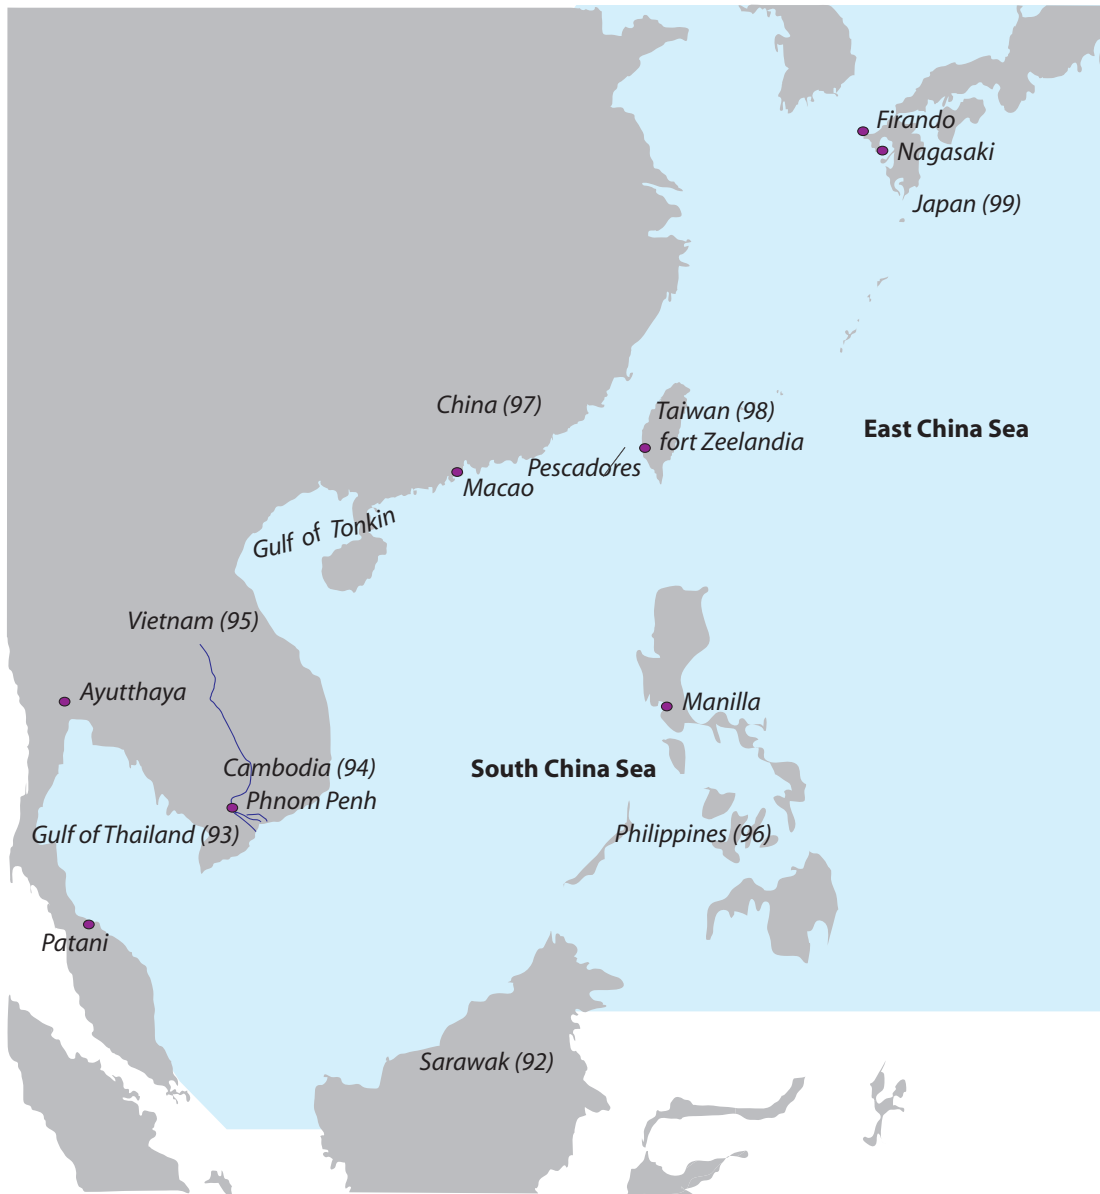 Firando
Nagasaki
Japan (99)
China (97)
Taiwan (98)
fort Zeelandia
East China Sea
Pescadores
Macao
Gulf of Tonkin
Vietnam (95)
Ayutthaya
Manilla
Cambodia (94)
South China Sea
Phnom Penh
Gulf of Thailand (93)
Philippines (96)
Patani
Sarawak (92)